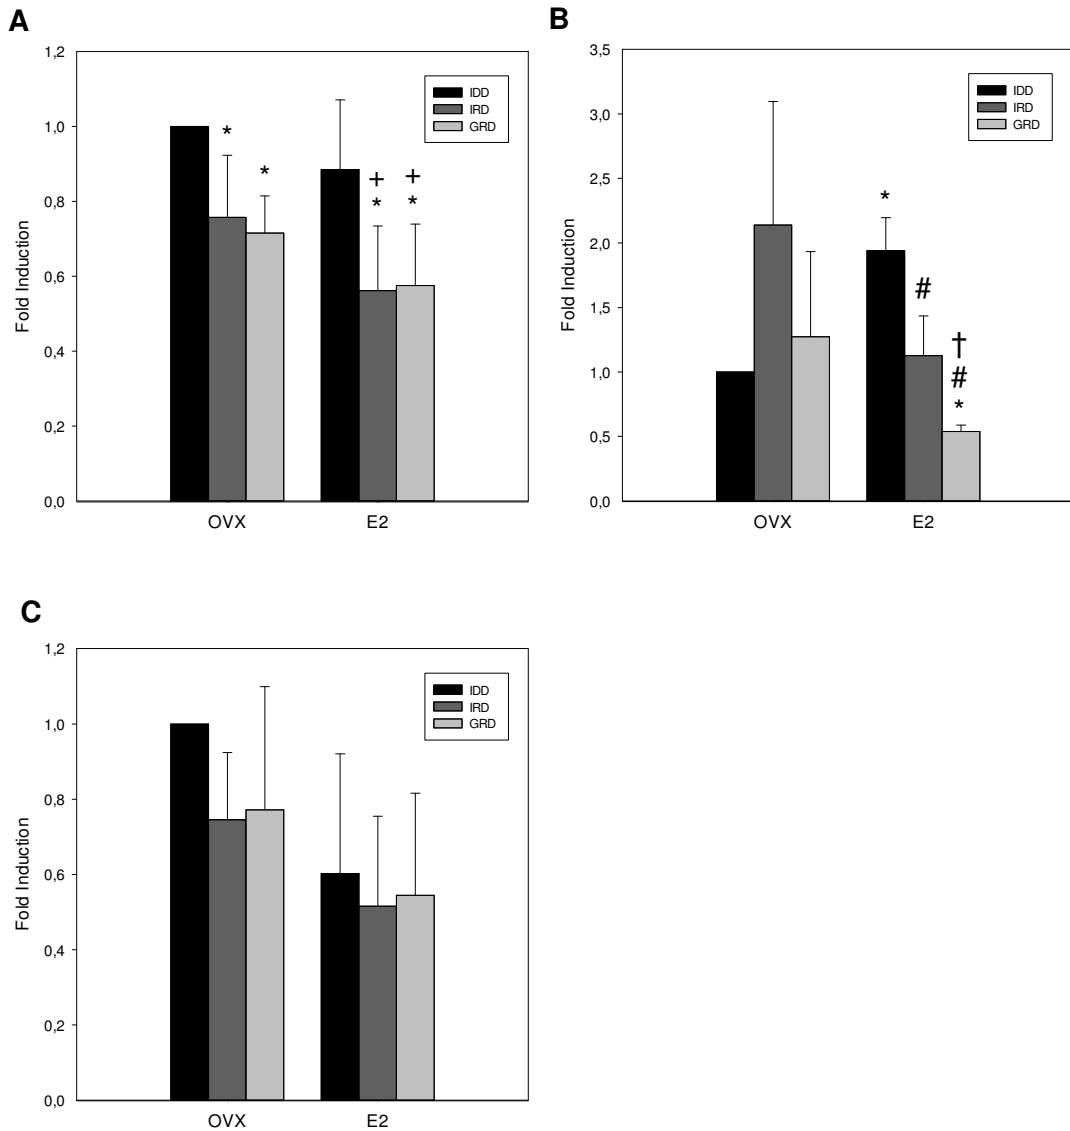 A
Fold Induction
1,2
1,0
0,8
0,6
0,4
0,2
0,0
IDD
IRD
GRD
*
*
+
*
+
*
OVX E2
B
Fold Induction
3,5
3,0
2,5
2,0
1,5
1,0
0,5
0,0
IDD
IRD
GRD
*
#
†
#
*
OVX E2
C
Fold Induction
1,2
1,0
0,8
0,6
0,4
0,2
0,0
IDD
IRD
GRD
OVX E2